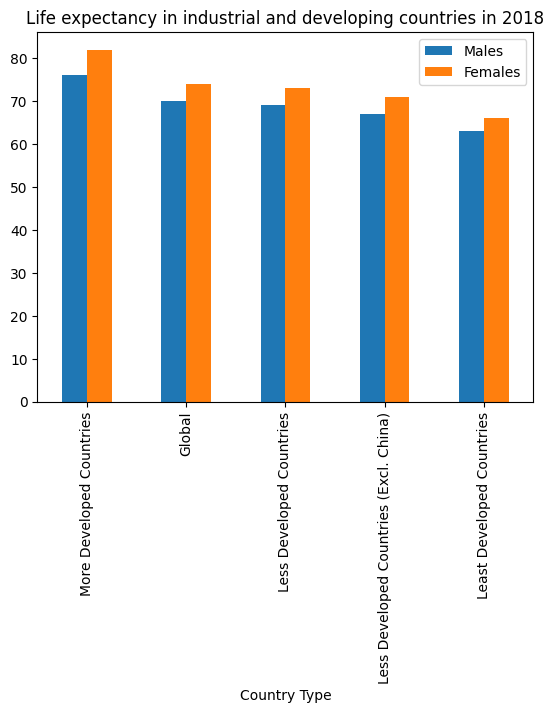 Life expectancy in industrial and developing countries in 2018
Males
Females
80
70
60
50
40
30
20
10
0
More Developed Countries
Global
Less Developed Countries
Less Developed Countries (Excl. China)
Least Developed Countries
Country Type